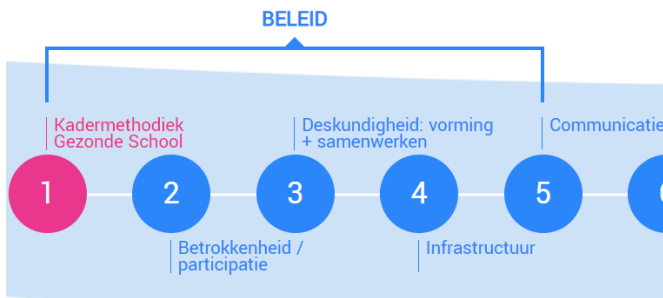 BELEID
Kadermethodiek
Gezonde School
Deskundigheid: vorming
+ samenwerken
Communicatie
1
2
3
4
5
Betrokkenheid /
participatie
Infrastructuur